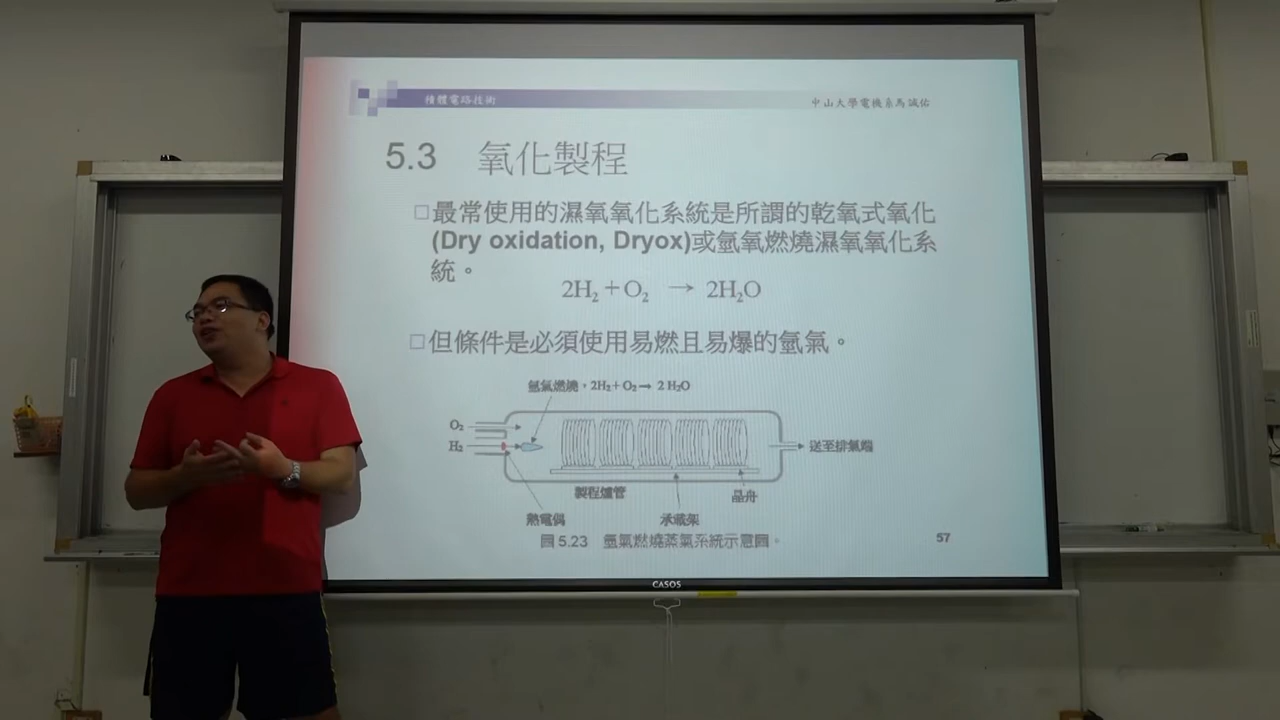 積體電路技術
中山大學電機系馬誠佑
5.3 氧化製程
□最常使用的濕氧氧化系統是所謂的乾氧式氧化
(Dry oxidation, Dryox)或氫氧燃燒濕氧氧化系
統。
2H₂+O₂ → 2H₂O
□但條件是必須使用易燃且易爆的氫氣。
氫氣燃燒，2H₂+O₂→ 2 H₂O
O₂
H₂
送至排氣端
製程爐管
晶舟
熱電偶
承載架
圖 5.23 氫氣燃燒蒸氣系統示意圖。
57
CASOS